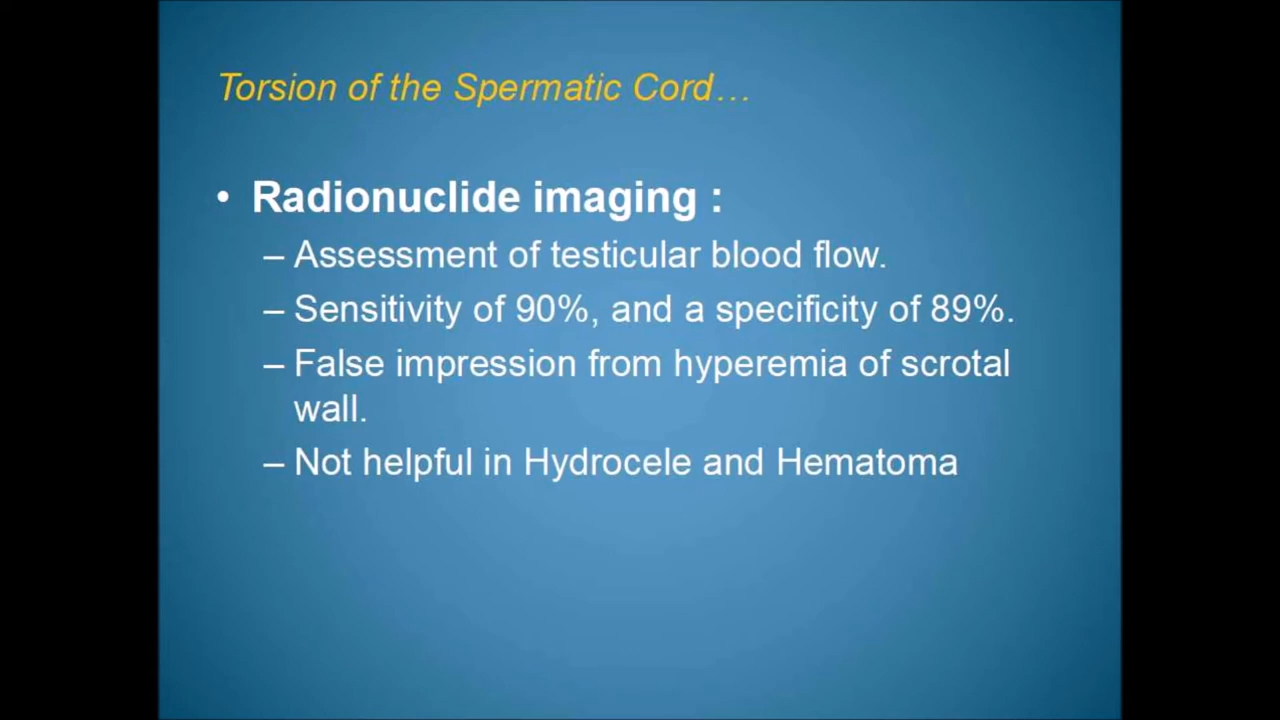 Torsion of the Spermatic Cord…
• Radionuclide imaging :
– Assessment of testicular blood flow.
– Sensitivity of 90%, and a specificity of 89%.
– False impression from hyperemia of scrotal
wall.
– Not helpful in Hydrocele and Hematoma